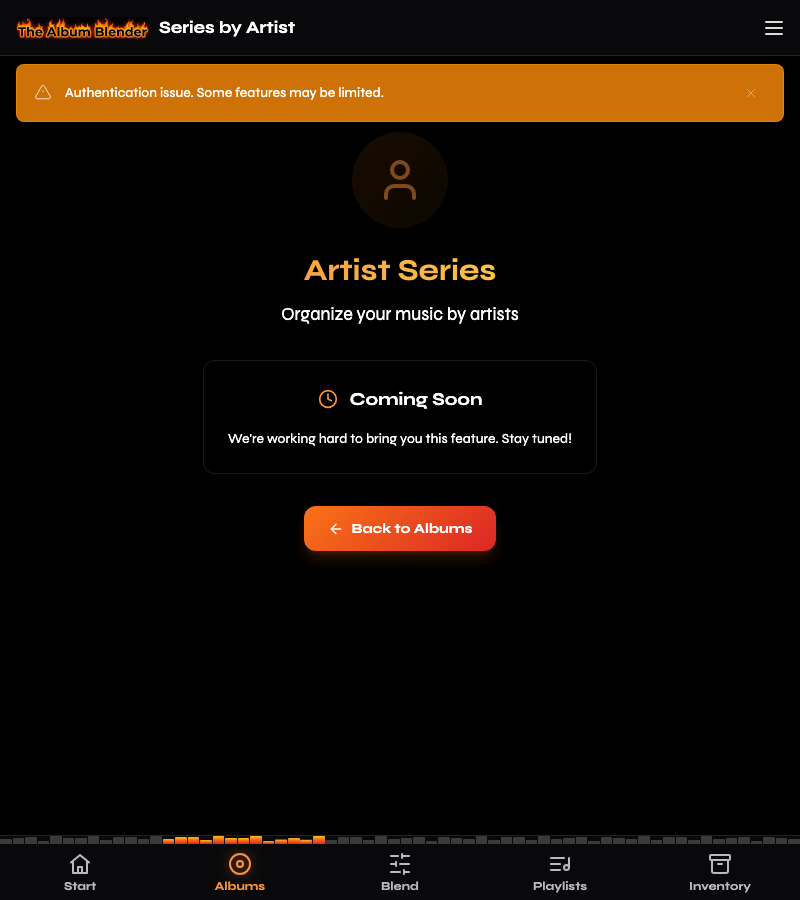 The Album Blender
Series by Artist
Authentication issue. Some features may be limited.
Artist Series
Organize your music by artists
Coming Soon
We're working hard to bring you this feature. Stay tuned!
Back to Albums
Start
Albums
Blend
Playlists
Inventory